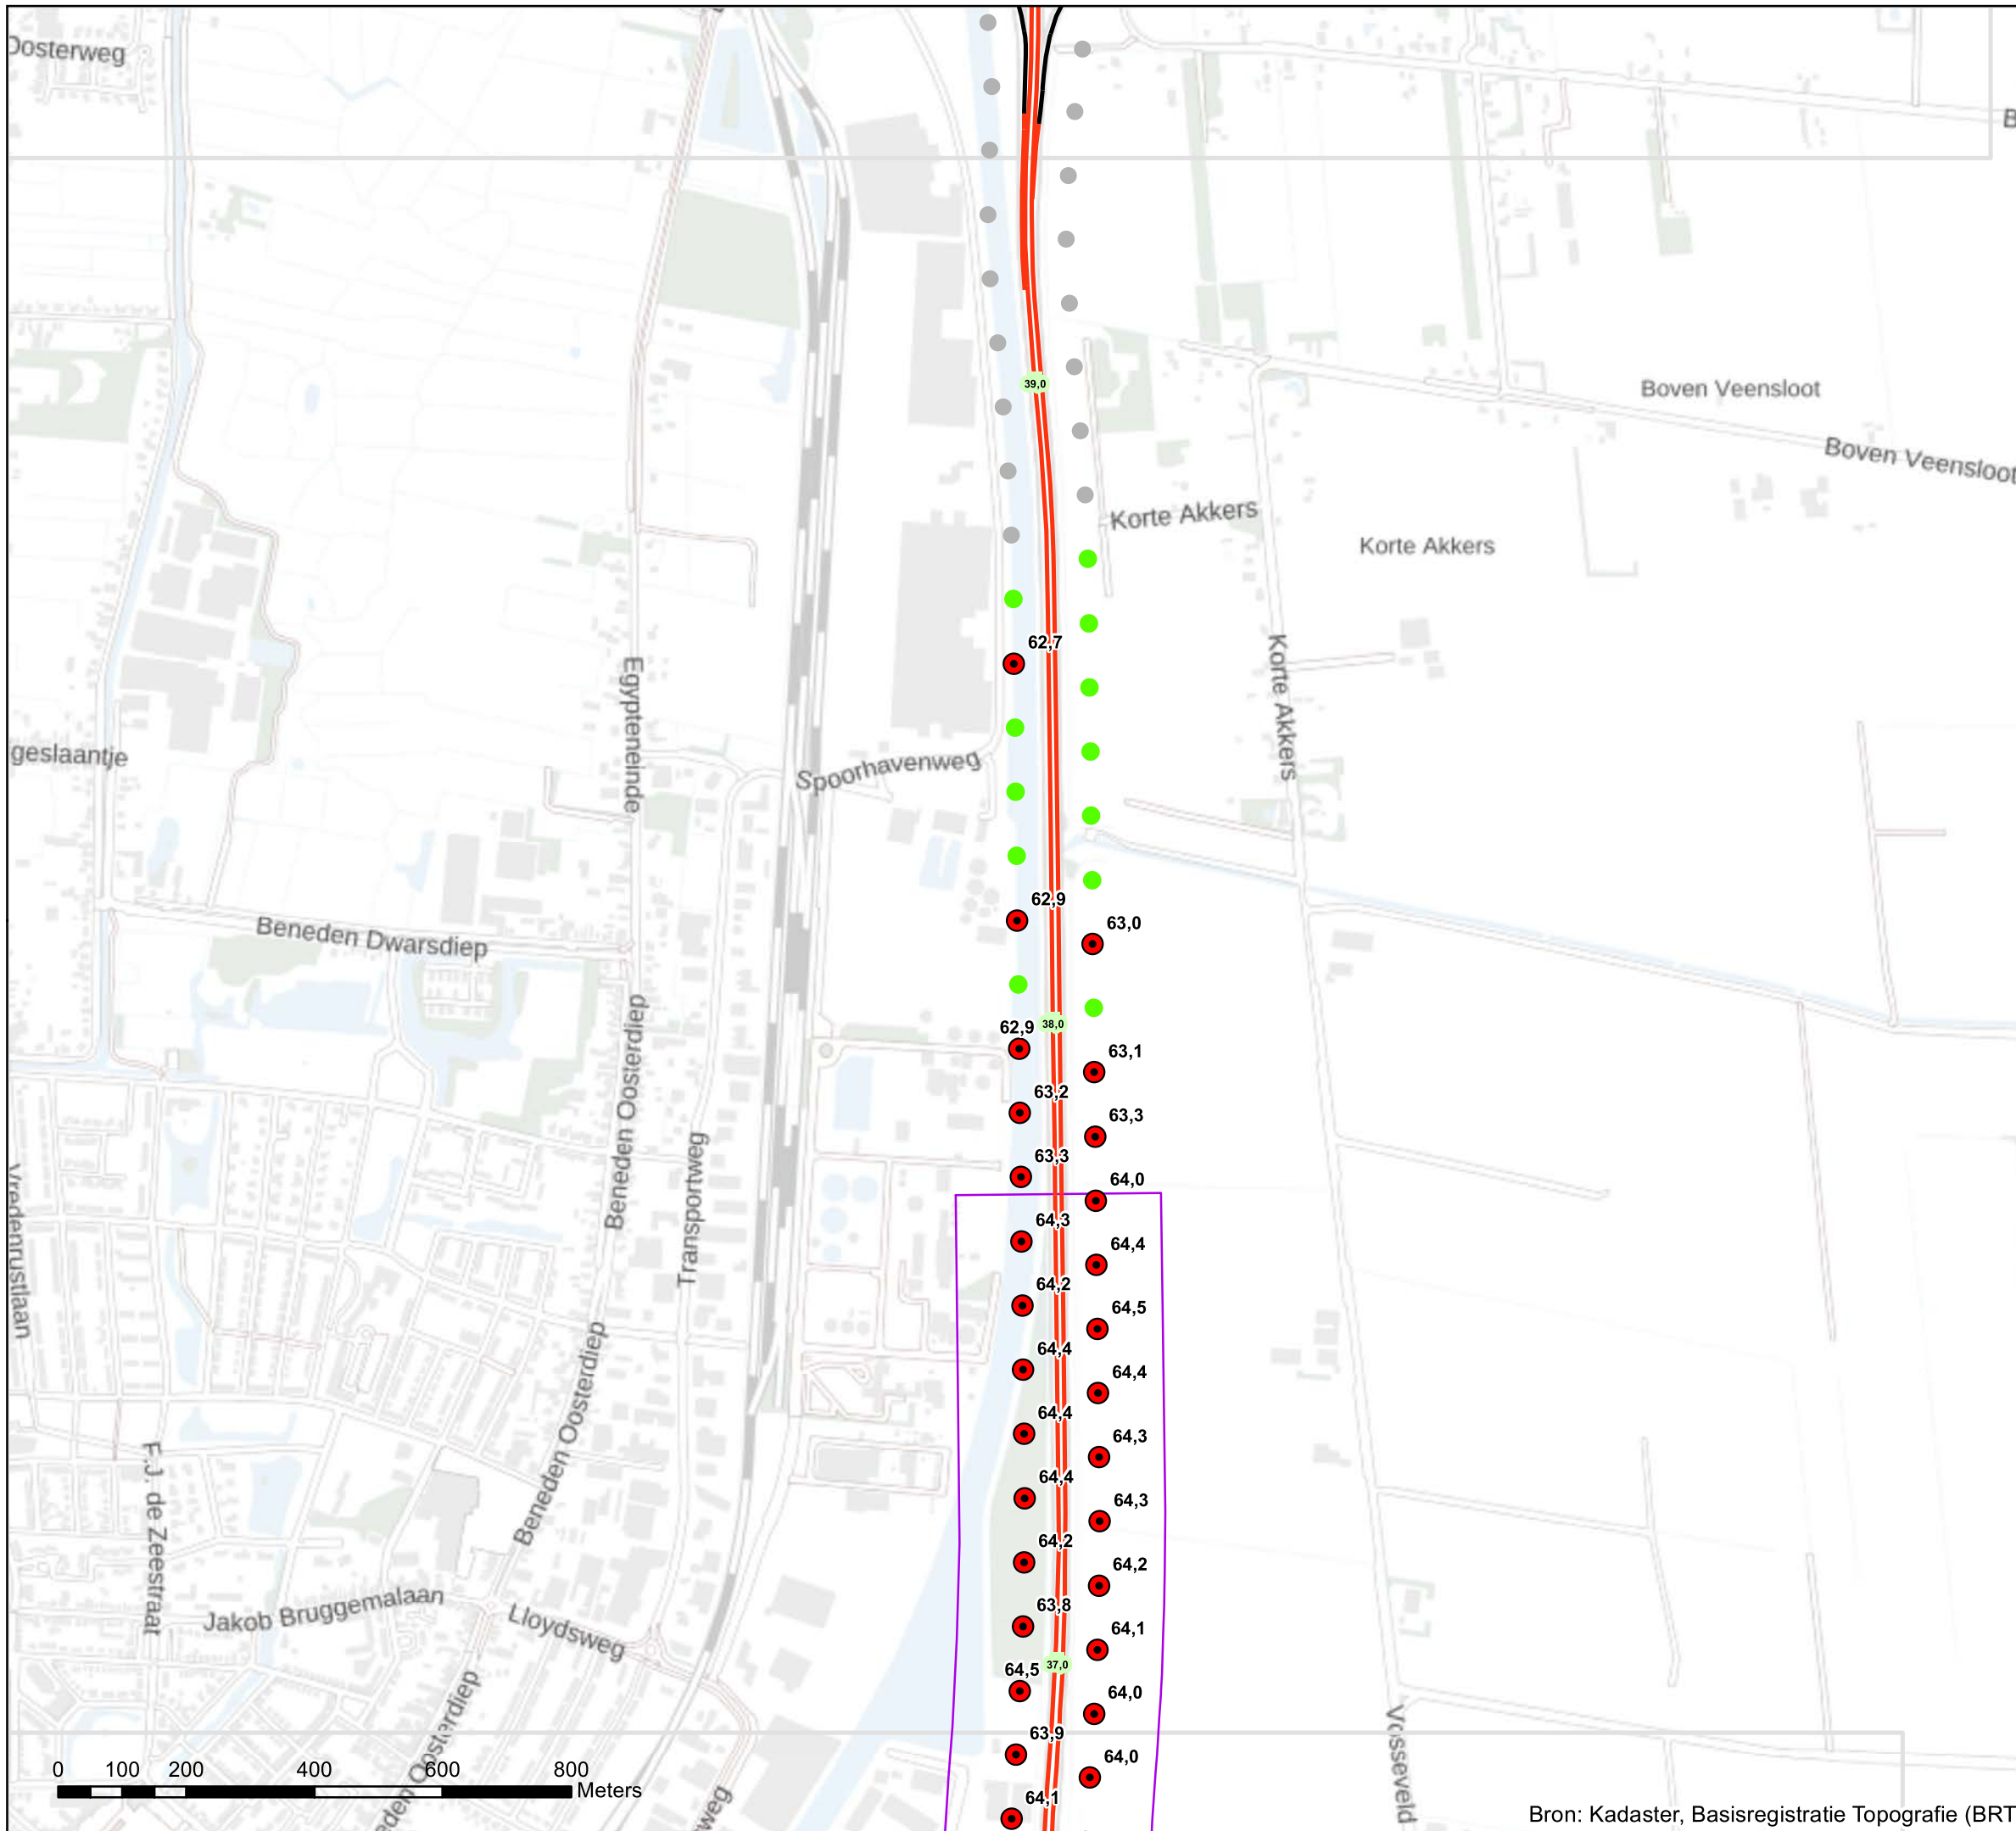 Oosterweg
B
39,0
Boven Veensloot
Boven Veensloot
Korte Akkers
Korte Akkers
62,7
Korte Akkers
Egypteneinde
geslaantje
Spoorhavenweg
62,9
63,0
Beneden Dwarsdiep
38,0
62,9
63,1
Beneden Oosterdiep
63,2
63,3
Transportweg
63,3
64,0
Vredenrustlaan
64,3
64,4
64,2
64,5
64,4
64,4
Beneden Oosterdiep
64,4
64,3
F.J. de Zeestraat
64,4
64,3
64,2
64,2
Jakob Bruggemalaan
Lloydsweg
63,8
64,1
37,0
64,5
64,0
eden Oosterdiep
63,9
64,0
Vosseveld
0 100 200 400 600 800
Meters
weg
64,1
Bron: Kadaster, Basisregistratie Topografie (BRT